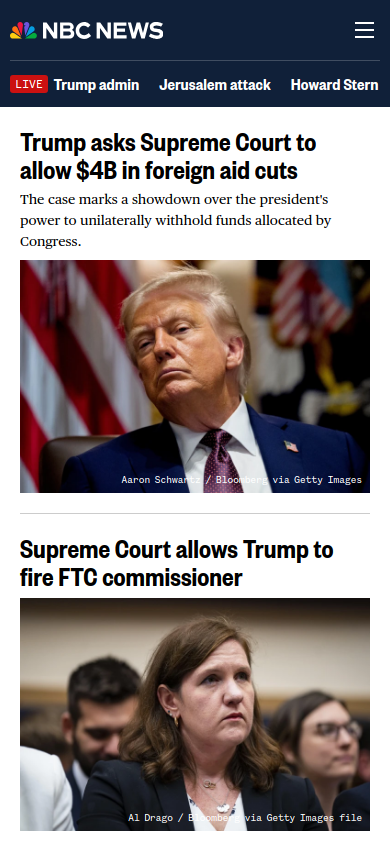 NBC NEWS
LIVE Trump admin Jerusalem attack Howard Stern
Trump asks Supreme Court to
allow $4B in foreign aid cuts
The case marks a showdown over the president's
power to unilaterally withhold funds allocated by
Congress.
Aaron Schwartz / Bloomberg via Getty Images
Supreme Court allows Trump to
fire FTC commissioner
Al Drago / Bloomberg via Getty Images file